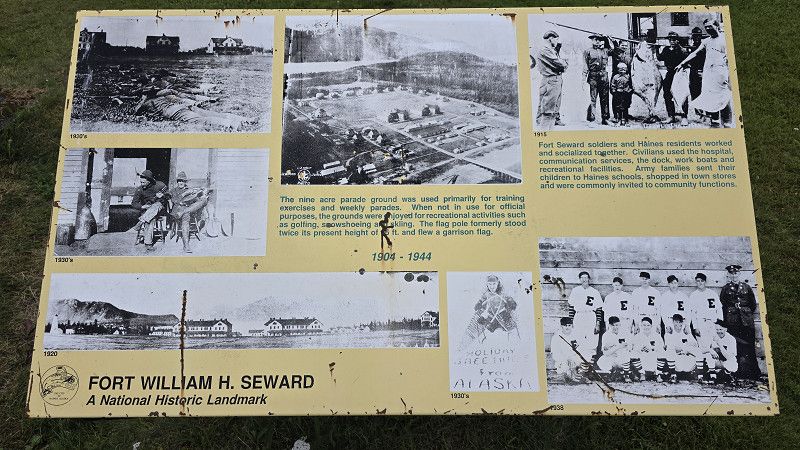 1930's
1915
Fort Seward soldiers and Haines residents worked
and socialized together. Civilians used the hospital,
communication services, the dock, work boats and
recreational facilities. Army families sent their
children to Haines schools, shopped in town stores
and were commonly invited to community functions.
The nine acre parade ground was used primarily for training
exercises and weekly parades. When not in use for official
purposes, the grounds were enjoyed for recreational activities such
as golfing, snowshoeing and skiing. The flag pole formerly stood
twice its present height of ft. and flew a garrison flag.
1904 - 1944
1930's
E E E E E
1920
HOLIDAY
GREETINGS
from
ALASKA
1930's
1938
FORT WILLIAM H. SEWARD
A National Historic Landmark